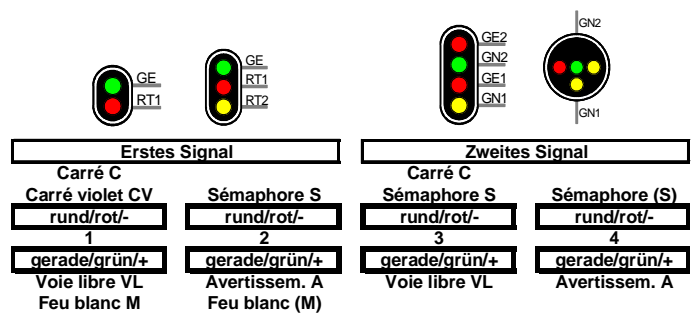 GN2
GE2
GN2
GE1
GN1
GE
RT1
RT2
GE
RT1
GN1
Erstes Signal
Zweites Signal
Carré C
Carré C
Carré violet CV
Sémaphore S
Sémaphore S
Sémaphore (S)
rund/rot/-
rund/rot/-
rund/rot/-
rund/rot/-
1
2
3
4
gerade/grün/+
gerade/grün/+
gerade/grün/+
gerade/grün/+
Voie libre VL
Avertissem. A
Voie libre VL
Avertissem. A
Feu blanc M
Feu blanc (M)